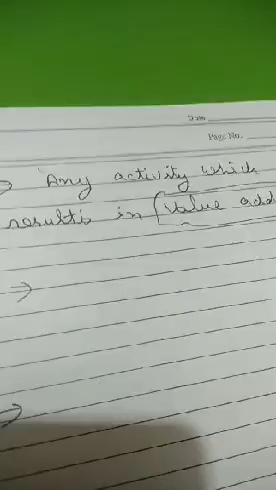 Date
Page No.
→ Any activity which
results in [Value add
→
→